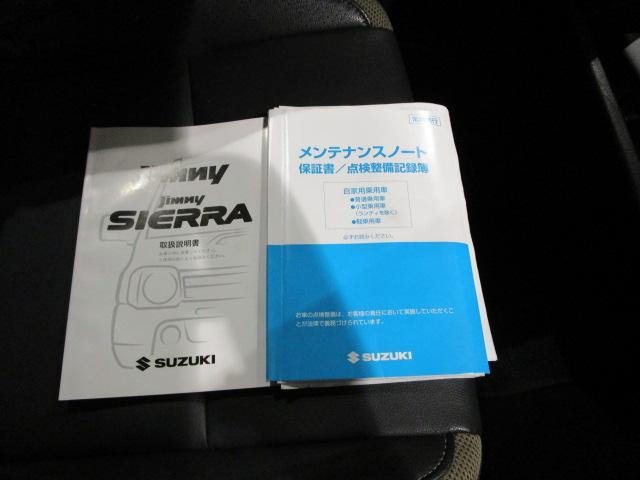 Jimny
Jimny
SIERRA
取扱説明書
SUZUKI
メンテナンスノート
保証書／点検整備記録簿
自家用乗用車
●普通乗用車
●小型乗用車
(ランディを除く)
●軽乗用車
必ずお読みください。
お車の点検整備は、お客様の責任において実施していただくこ
とが法律で義務づけられています。
SUZUKI